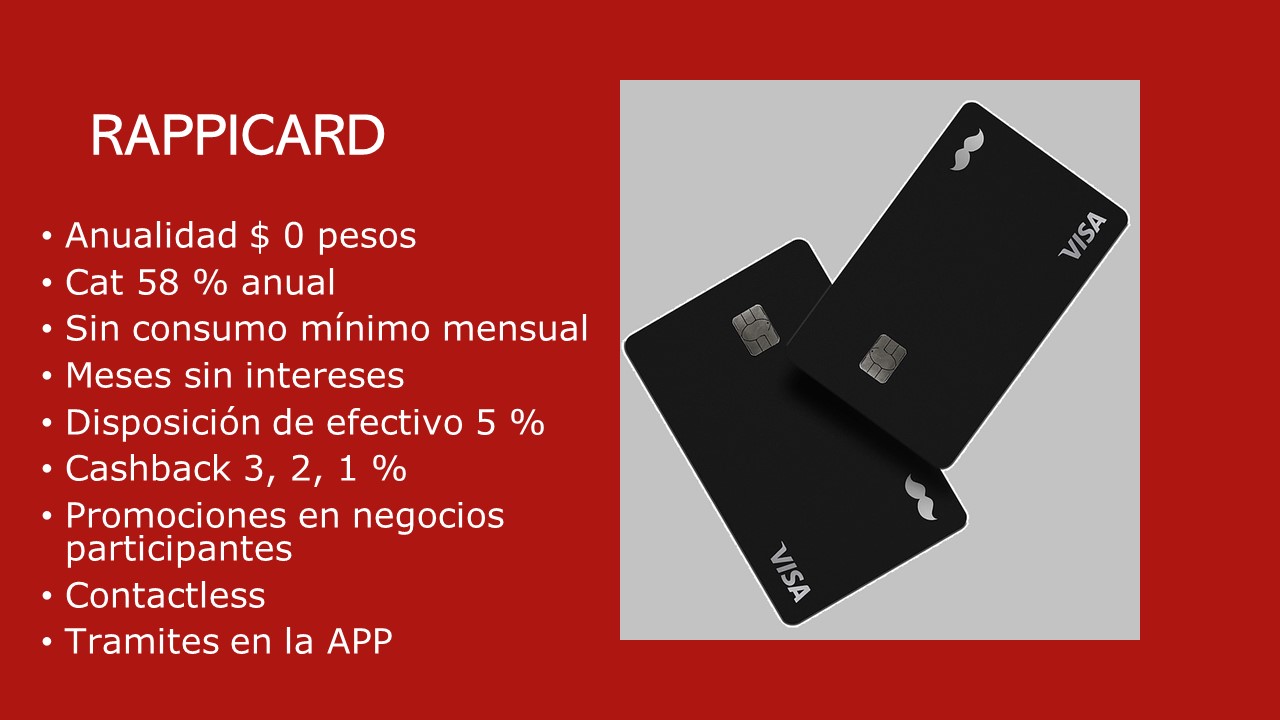 RAPPICARD
• Anualidad $ 0 pesos
• Cat 58 % anual
• Sin consumo mínimo mensual
• Meses sin intereses
• Disposición de efectivo 5 %
• Cashback 3, 2, 1 %
• Promociones en negocios
participantes
• Contactless
• Tramites en la APP
VISA
VISA